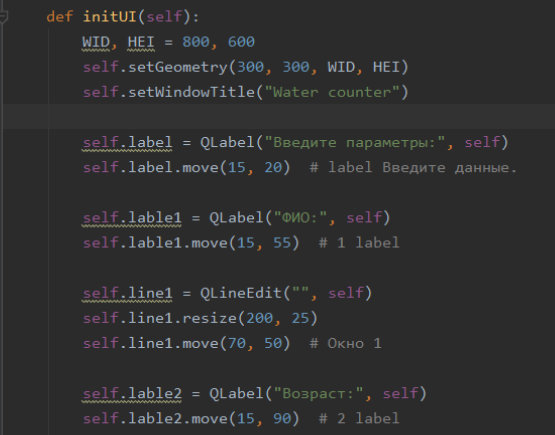 def initUI(self):
    WID, HEI = 800, 600
    self.setGeometry(300, 300, WID, HEI)
    self.setWindowTitle("Water counter")

    self.label = QLabel("Введите параметры:", self)
    self.label.move(15, 20)  # label Введите данные.

    self.lable1 = QLabel("ФИО:", self)
    self.lable1.move(15, 55)  # 1 label

    self.line1 = QLineEdit("", self)
    self.line1.resize(200, 25)
    self.line1.move(70, 50)  # Окно 1

    self.lable2 = QLabel("Возраст:", self)
    self.lable2.move(15, 90)  # 2 label